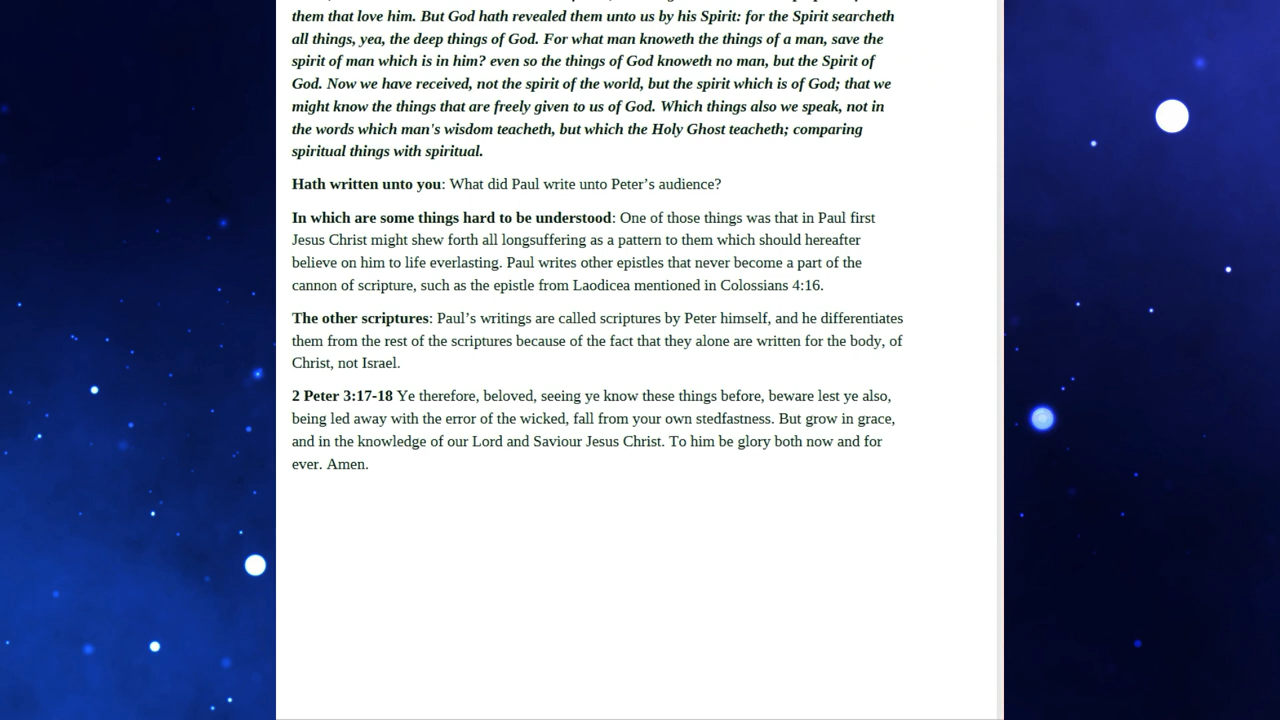 them that love him. But God hath revealed them unto us by his Spirit: for the Spirit searcheth
all things, yea, the deep things of God. For what man knoweth the things of a man, save the
spirit of man which is in him? even so the things of God knoweth no man, but the Spirit of
God. Now we have received, not the spirit of the world, but the spirit which is of God; that we
might know the things that are freely given to us of God. Which things also we speak, not in
the words which man's wisdom teacheth, but which the Holy Ghost teacheth; comparing
spiritual things with spiritual.
Hath written unto you: What did Paul write unto Peter’s audience?
In which are some things hard to be understood: One of those things was that in Paul first
Jesus Christ might shew forth all longsuffering as a pattern to them which should hereafter
believe on him to life everlasting. Paul writes other epistles that never become a part of the
cannon of scripture, such as the epistle from Laodicea mentioned in Colossians 4:16.
The other scriptures: Paul’s writings are called scriptures by Peter himself, and he differentiates
them from the rest of the scriptures because of the fact that they alone are written for the body, of
Christ, not Israel.
2 Peter 3:17-18 Ye therefore, beloved, seeing ye know these things before, beware lest ye also,
being led away with the error of the wicked, fall from your own stedfastness. But grow in grace,
and in the knowledge of our Lord and Saviour Jesus Christ. To him be glory both now and for
ever. Amen.